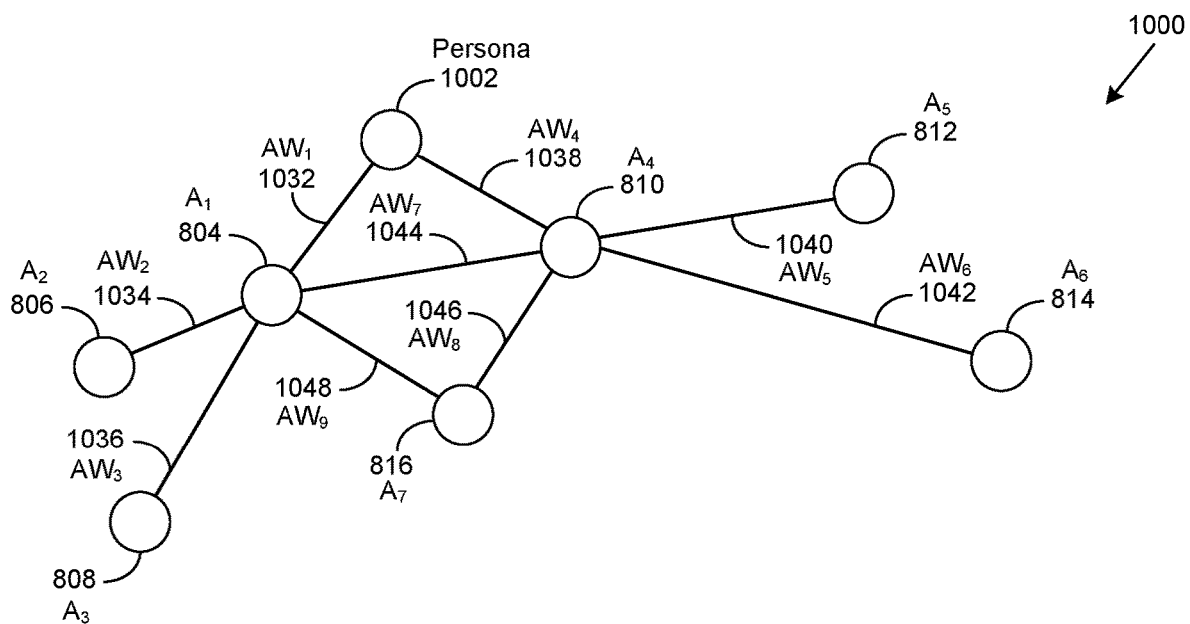 1000
Persona
1002
A₅
812
AW₁
1032
AW₄
1038
A₄
810
A₁
804
AW₇
1044
A₂
806
AW₂
1034
1040
AW₅
AW₆
1042
A₆
814
1046
AW₈
1048
AW₉
1036
AW₃
816
A₇
808
A₃